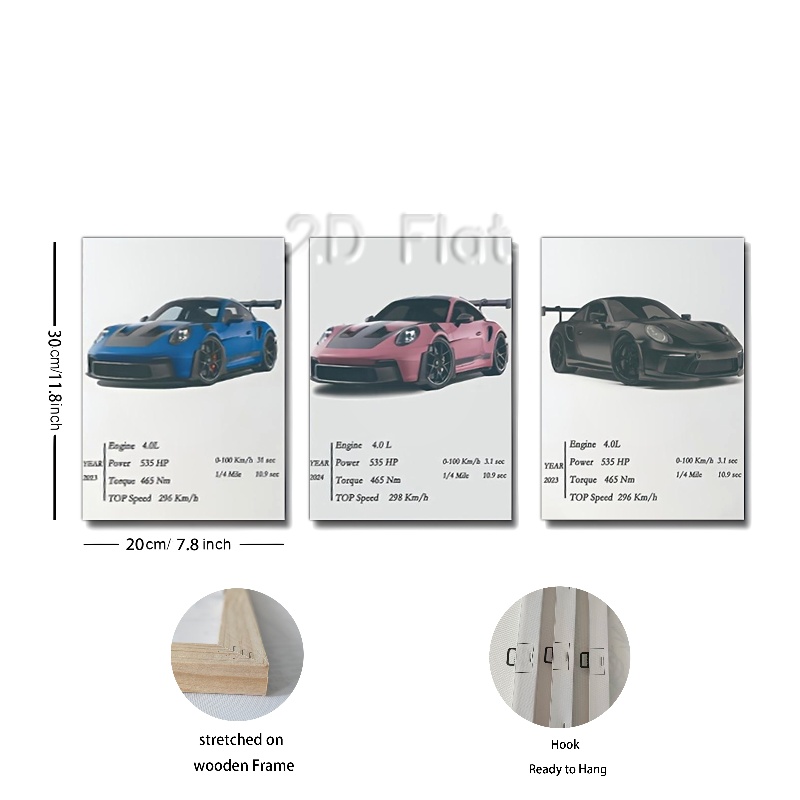 2D Flat
30cm/11.8inch
Engine 4.0L
YEAR 2023
Power 535 HP
Torque 465 Nm
TOP Speed 296 Km/h
0-100 Km/h 31 sec
1/4 Mile 10.9 sec
Engine 4.0 L
YEAR 2024
Power 535 HP
Torque 465 Nm
TOP Speed 298 Km/h
0-100 Km/h 3.1 sec
1/4 Mile 10.9 sec
Engine 4.0L
YEAR 2023
Power 535 HP
Torque 465 Nm
TOP Speed 296 Km/h
0-100 Km/h 3.1 sec
1/4 Mile 10.9 sec
20cm/ 7.8 inch
stretched on
wooden Frame
Hook
Ready to Hang